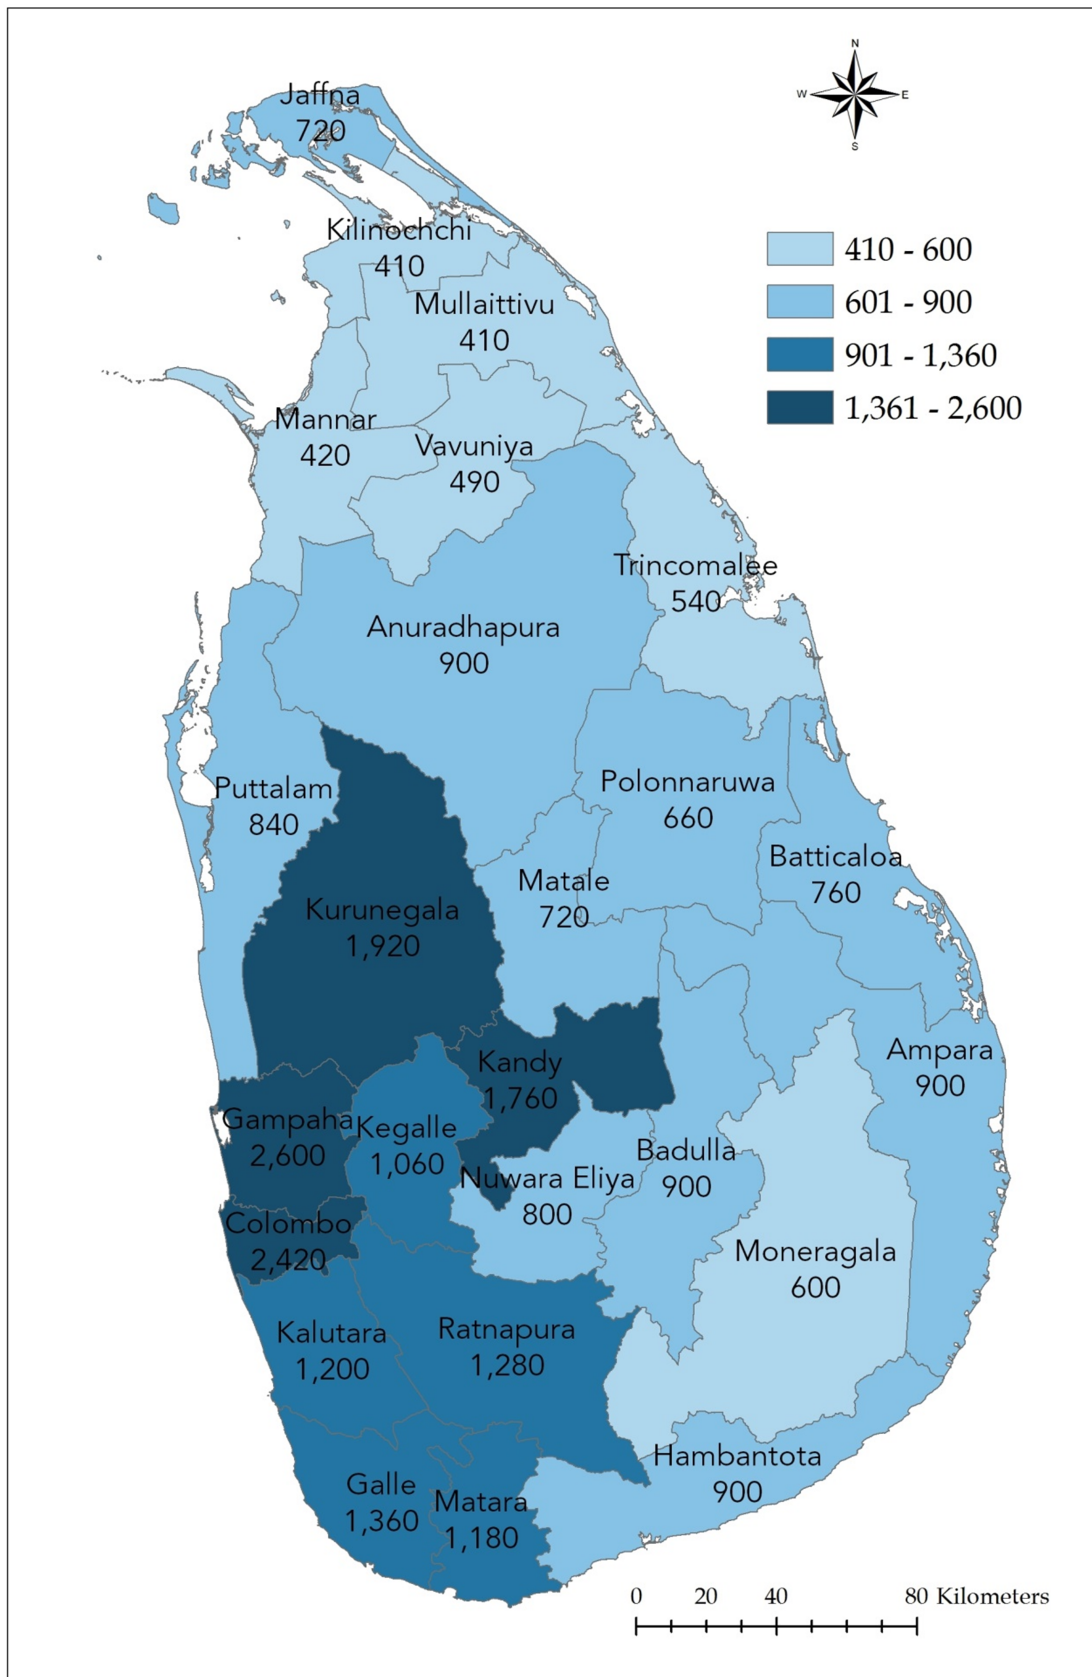 N
W E
S
Jaffna
720
Kilinochchi
410
410 - 600
601 - 900
901 - 1,360
1,361 - 2,600
Mullaittivu
410
Mannar
420
Vavuniya
490
Trincomalee
540
Anuradhapura
900
Puttalam
840
Polonnaruwa
660
Batticaloa
760
Matale
720
Kurunegala
1,920
Ampara
900
Kandy
1,760
Gampaha
2,600
Kegalle
1,060
Badulla
900
Nuwara Eliya
800
Colombo
2,420
Moneragala
600
Kalutara
1,200
Ratnapura
1,280
Hambantota
900
Galle
1,360
Matara
1,180
0 20 40 80 Kilometers